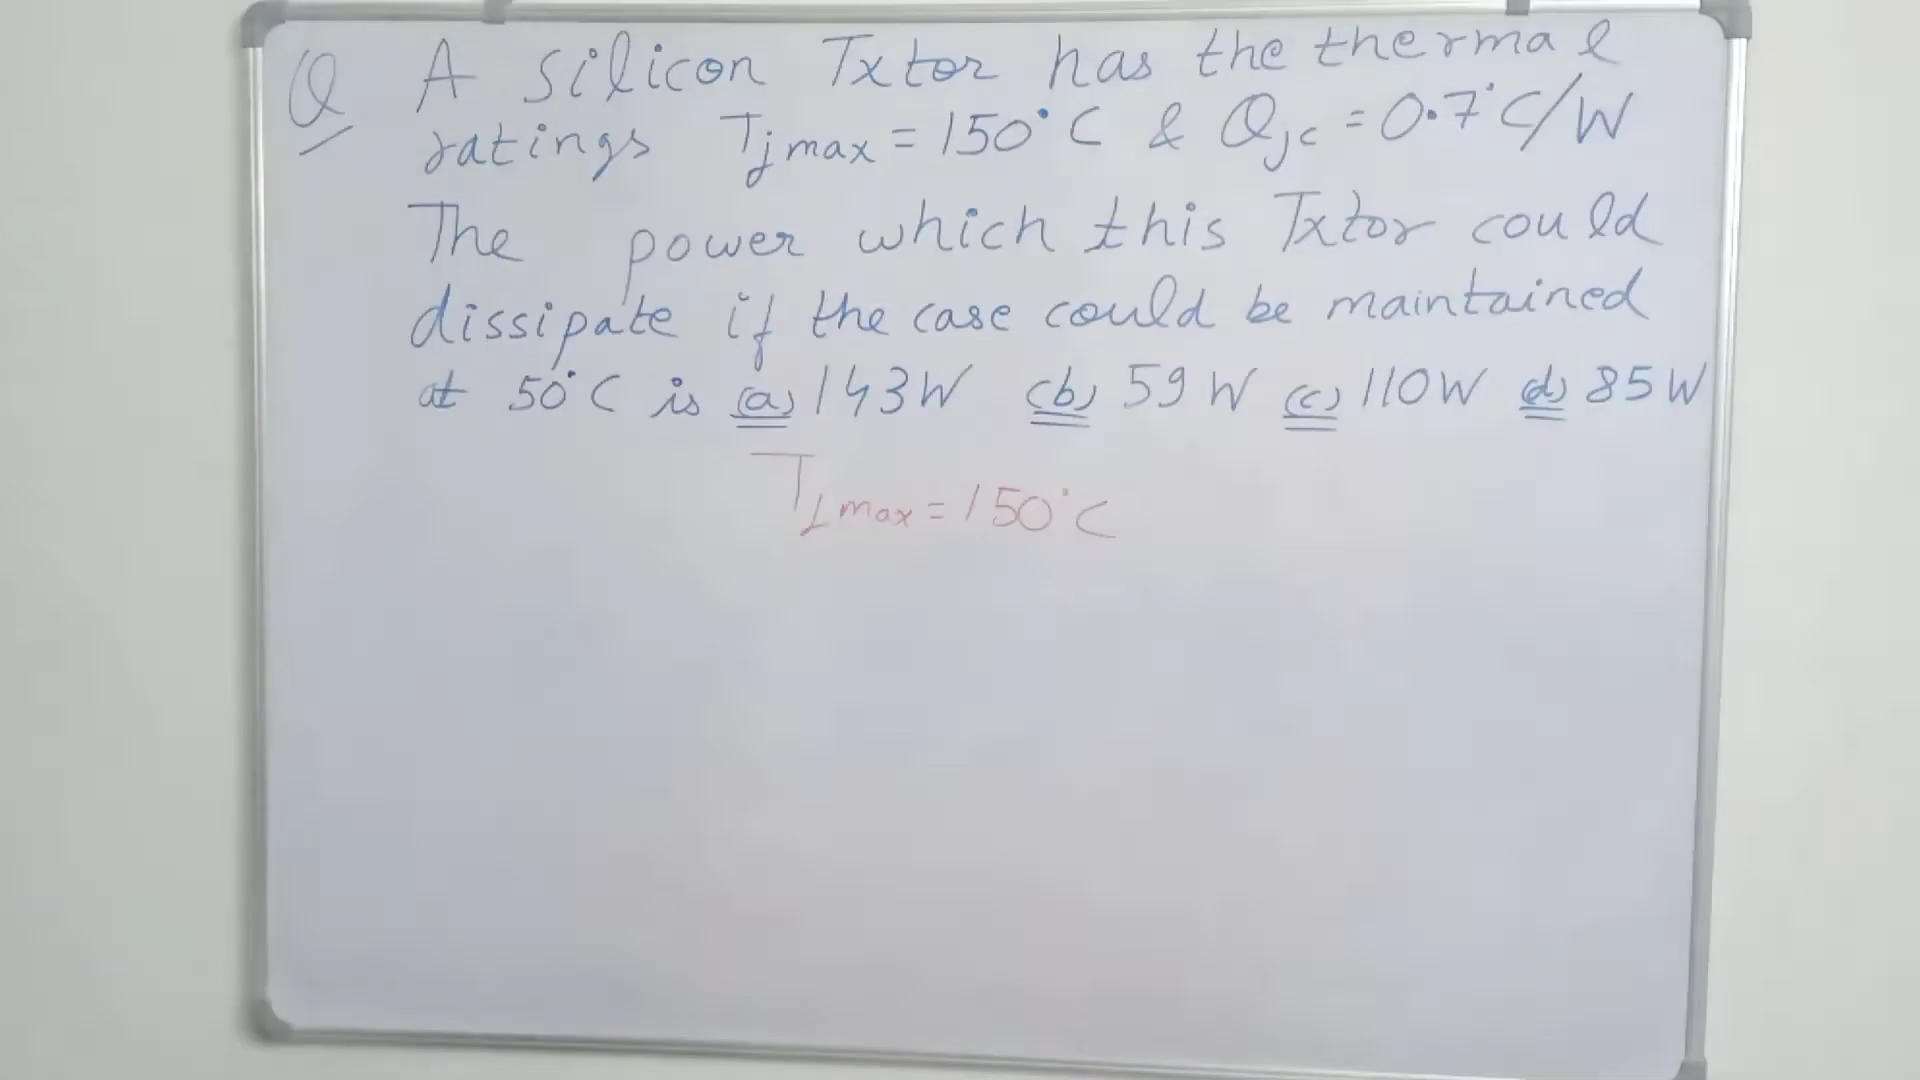 Q A Silicon Txtor has the thermal
ratings Tjmax = 150°C & Qjc = 0.7°C/W
The power which this Txtor could
dissipate if the case could be maintained
at 50°C is (a) 143W (b) 59W (c) 110W (d) 85W
TJmax = 150°C